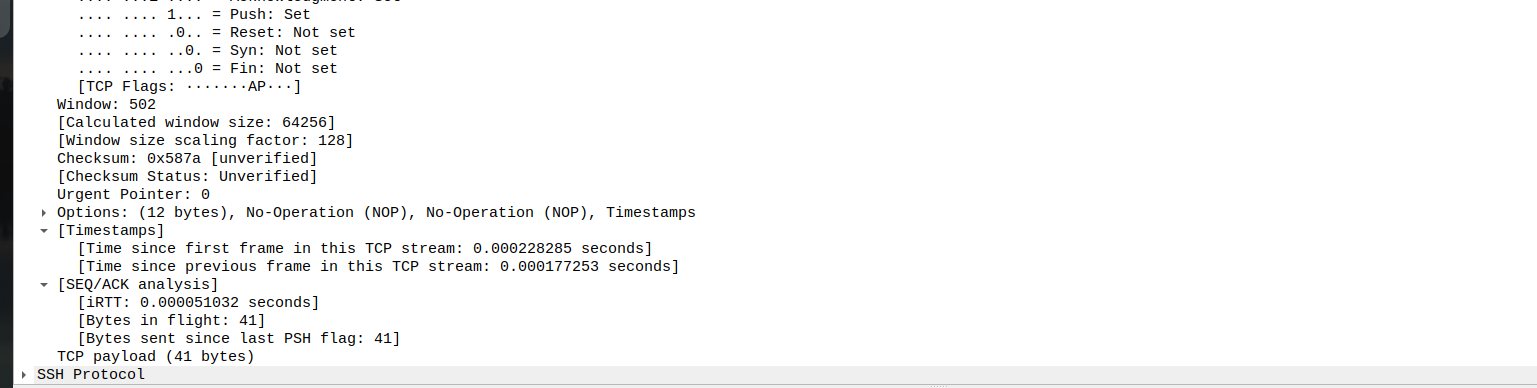 .... .... 1... = Push: Set
.... .... .0.. = Reset: Not set
.... .... ..0. = Syn: Not set
.... .... ...0 = Fin: Not set
[TCP Flags: ·······AP···]
Window: 502
[Calculated window size: 64256]
[Window size scaling factor: 128]
Checksum: 0x587a [unverified]
[Checksum Status: Unverified]
Urgent Pointer: 0
Options: (12 bytes), No-Operation (NOP), No-Operation (NOP), Timestamps
[Timestamps]
[Time since first frame in this TCP stream: 0.000228285 seconds]
[Time since previous frame in this TCP stream: 0.000177253 seconds]
[SEQ/ACK analysis]
[iRTT: 0.000051032 seconds]
[Bytes in flight: 41]
[Bytes sent since last PSH flag: 41]
TCP payload (41 bytes)
SSH Protocol